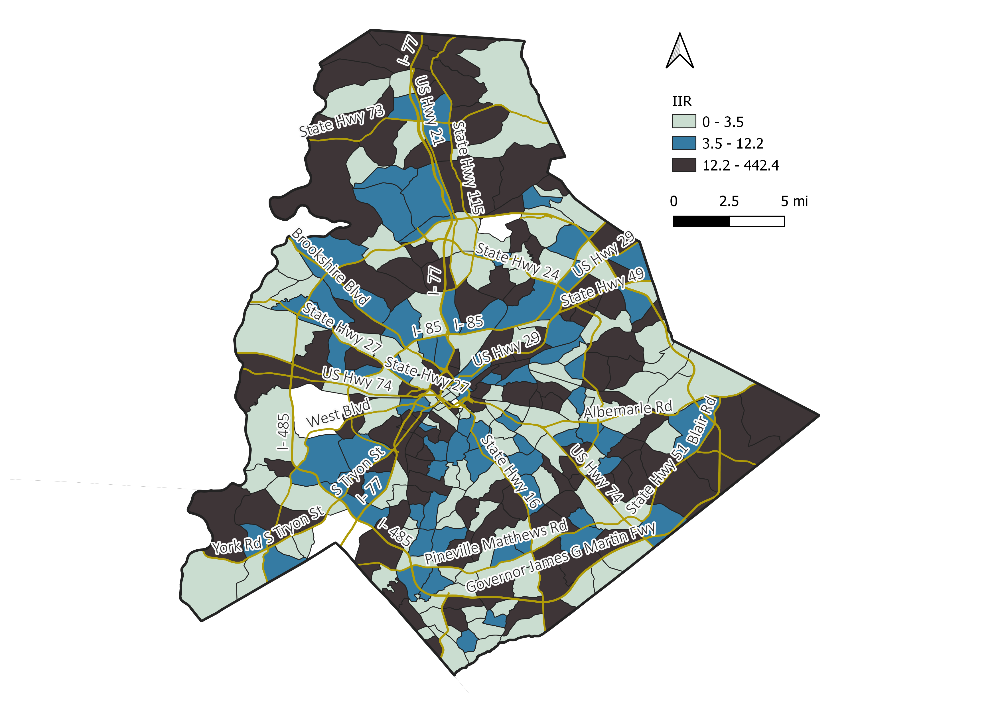 I- 77
US Hwy 21
State Hwy 73
State Hwy 115
IIR
0 - 3.5
3.5 - 12.2
12.2 - 442.4
0 2.5 5 mi
Brookshire Blvd
State Hwy 24
US Hwy 29
I- 77
State Hwy 49
State Hwy 27
I- 85
I- 85
US Hwy 29
State Hwy 27
US Hwy 74
West Blvd
Albemarle Rd
Blair Rd
I- 485
State Hwy 51
State Hwy 16
US Hwy 74
S Tryon St
I- 77
I- 485
York Rd
S Tryon St
Pineville Matthews Rd
Governor James G Martin Fwy